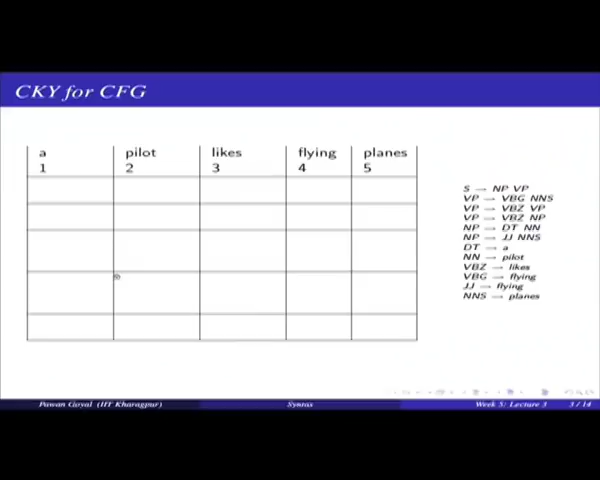 CKY for CFG
a pilot likes flying planes
1 2 3 4 5
S → NP VP
VP → VBG NNS
VP → VBZ VP
VP → VBZ NP
NP → DT NN
NP → JJ NNS
DT → a
NN → pilot
VBZ → likes
VBG → flying
JJ → flying
NNS → planes
Pawan Goyal (IIT Kharagpur) Syntax Week 5: Lecture 3 3 / 14